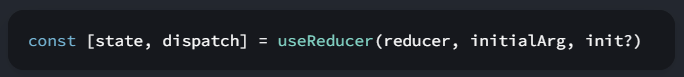 const [state, dispatch] = useReducer(reducer, initialArg, init?)